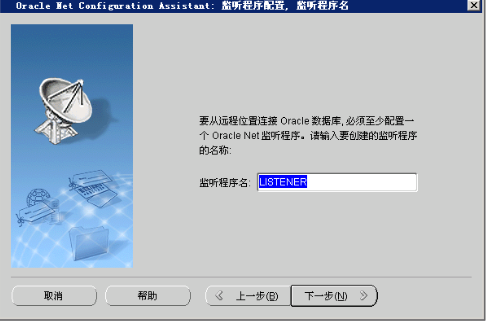 Oracle Net Configuration Assistant: 监听程序配置, 监听程序名
要从远程位置连接 Oracle 数据库, 必须至少配置一
个 Oracle Net 监听程序。请输入要创建的监听程序
的名称:
监听程序名: LISTENER
取消 帮助 上一步(B) 下一步(N)